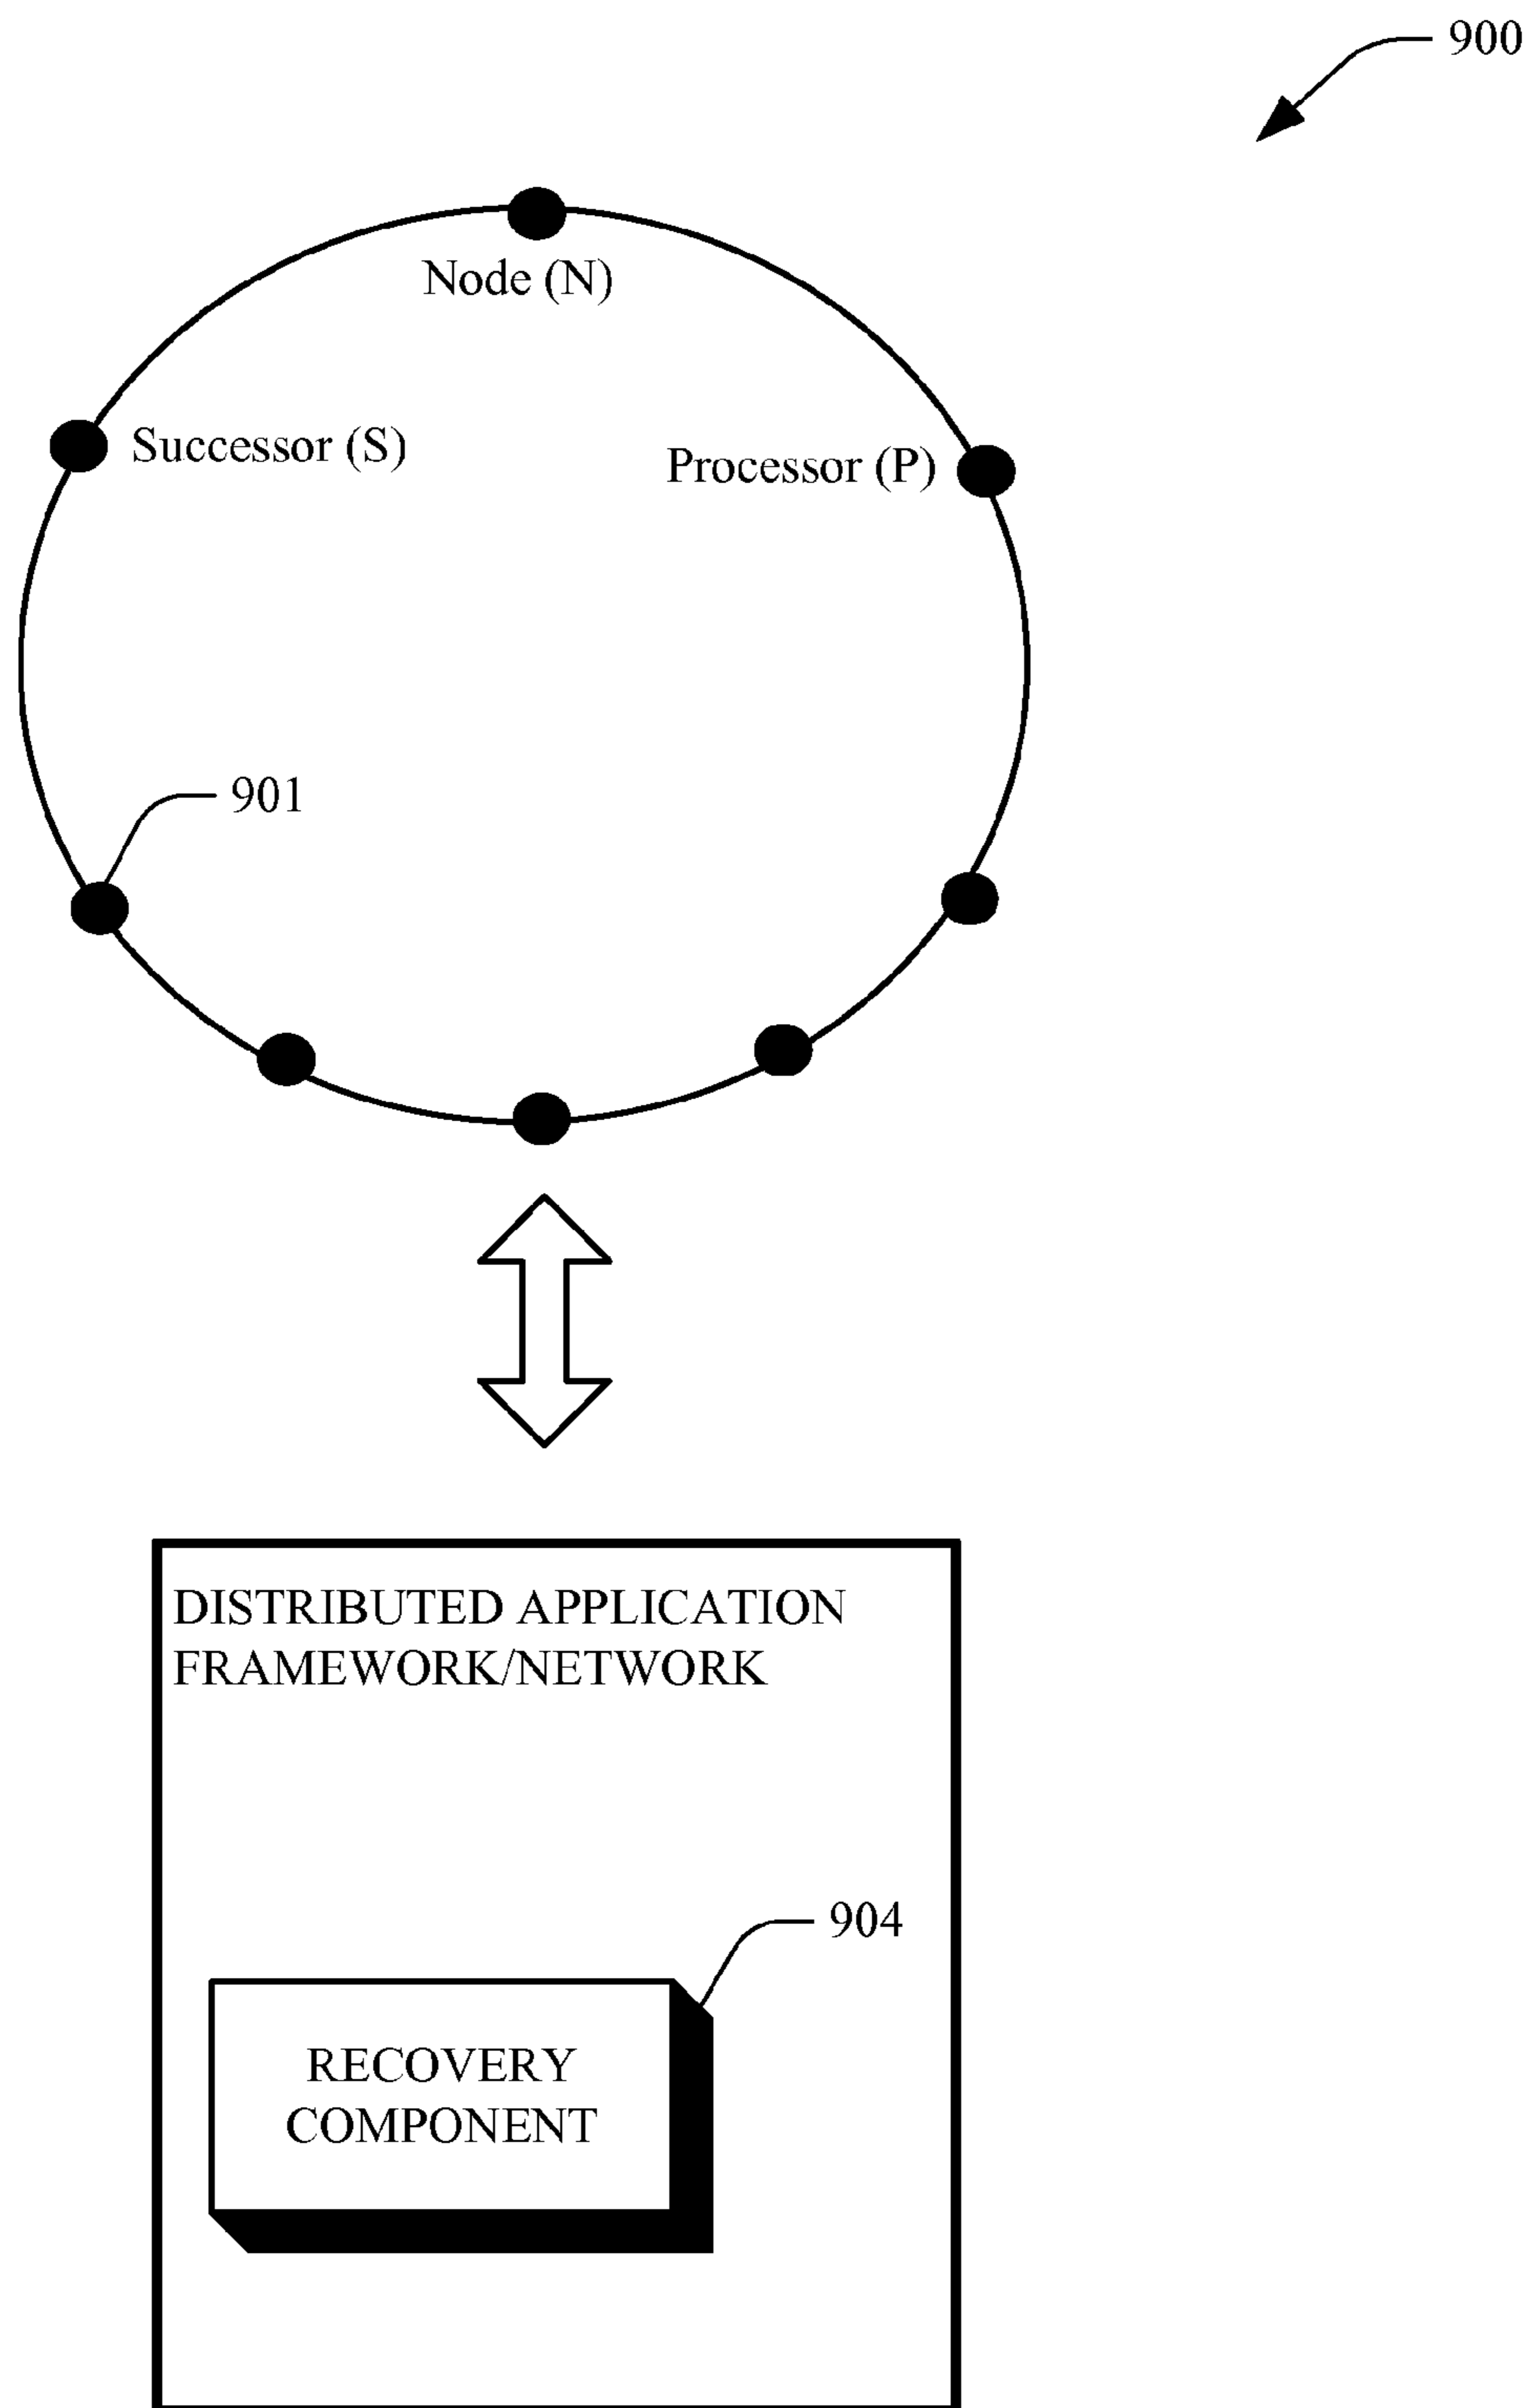 900
Node (N)
Successor (S)
Processor (P)
901
DISTRIBUTED APPLICATION
FRAMEWORK/NETWORK
904
RECOVERY
COMPONENT